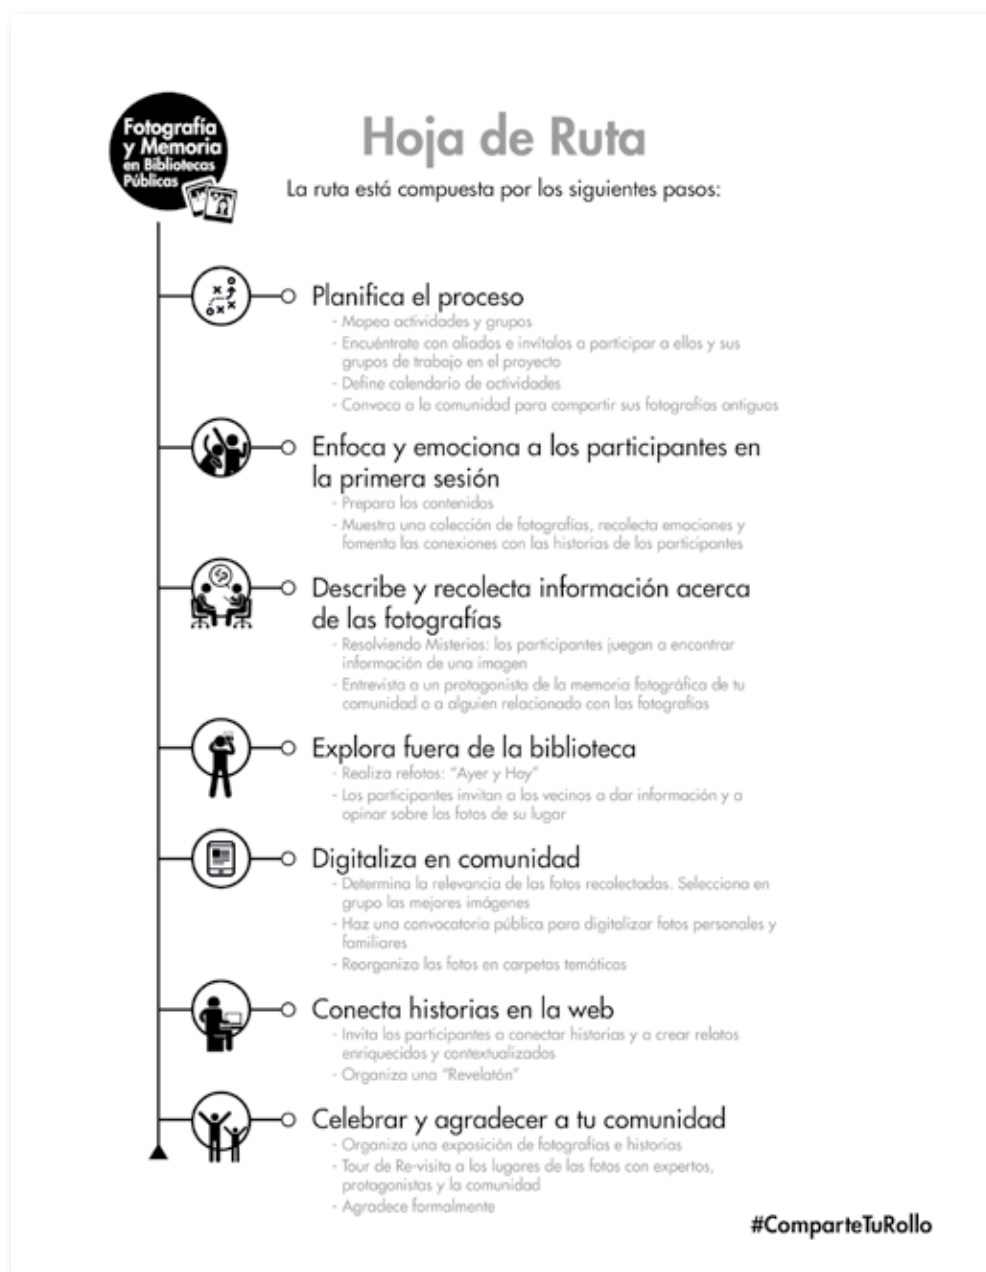 Fotografía
y Memoria
en Bibliotecas
Públicas
Hoja de Ruta
La ruta está compuesta por los siguientes pasos:
Planifica el proceso
- Mapea actividades y grupos
- Encuéntrate con aliados e invítalos a participar a ellos y sus
grupos de trabajo en el proyecto
- Define calendario de actividades
- Convoca a la comunidad para compartir sus fotografías antiguas
Enfoca y emociona a los participantes en
la primera sesión
- Prepara los contenidos
- Muestra una colección de fotografías, recolecta emociones y
fomenta las conexiones con las historias de los participantes
Describe y recolecta información acerca
de las fotografías
- Resolviendo Misterios: los participantes juegan a encontrar
información de una imagen
- Entrevista a un protagonista de la memoria fotográfica de tu
comunidad o a alguien relacionado con las fotografías
Explora fuera de la biblioteca
- Realiza refotos: "Ayer y Hoy"
- Los participantes invitan a los vecinos a dar información y a
opinar sobre las fotos de su lugar
Digitaliza en comunidad
- Determina la relevancia de las fotos recolectadas. Selecciona en
grupo las mejores imágenes
- Haz una convocatoria pública para digitalizar fotos personales y
familiares
- Reorganiza las fotos en carpetas temáticas
Conecta historias en la web
- Invita los participantes a conectar historias y a crear relatos
enriquecidos y contextualizados
- Organiza una "Revelatón"
Celebrar y agradecer a tu comunidad
- Organiza una exposición de fotografías e historias
- Tour de Re-visita a los lugares de las fotos con expertos,
protagonistas y la comunidad
- Agradece formalmente
#ComparteTuRollo